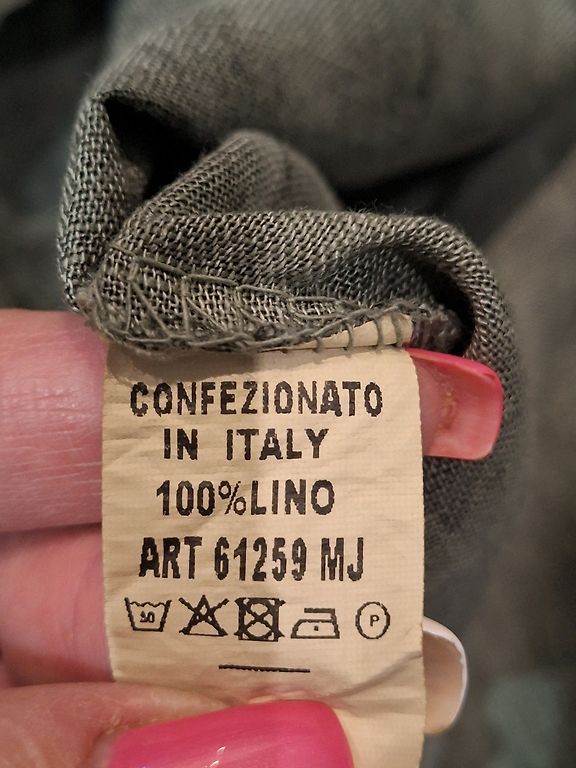 CONFEZIONATO
IN ITALY
100%LINO
ART 61259 MJ
P